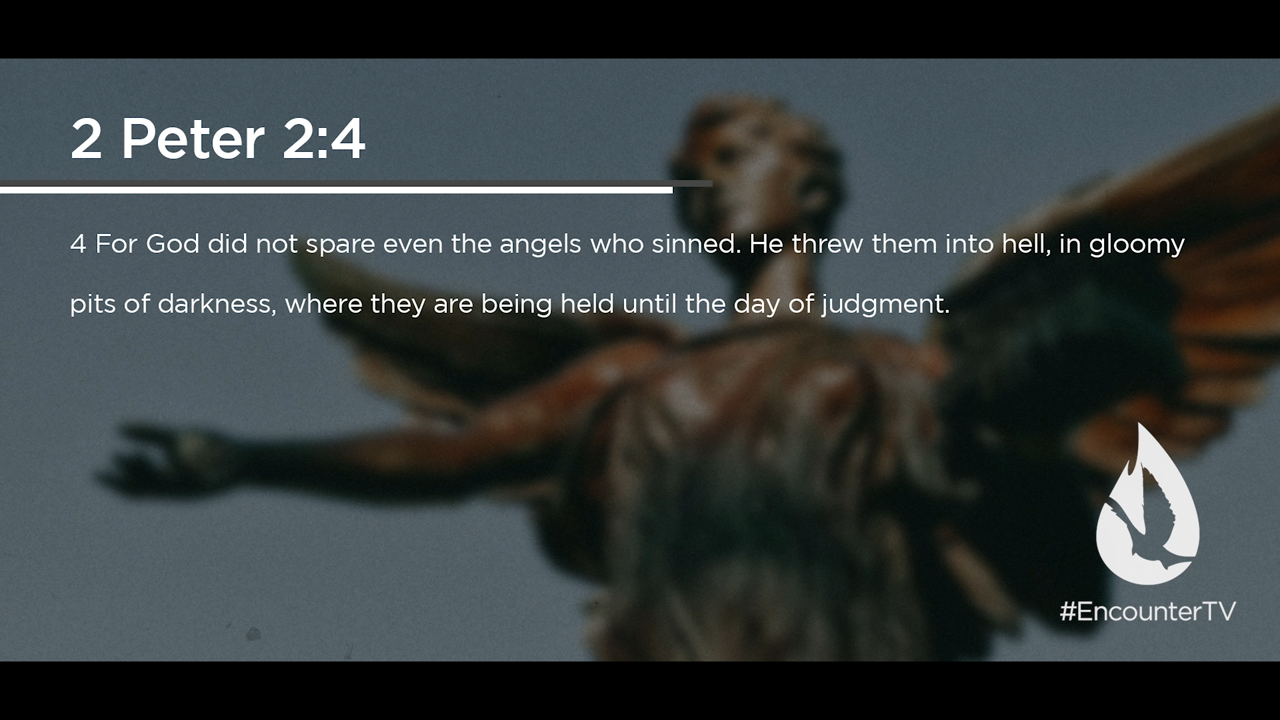 2 Peter 2:4
4 For God did not spare even the angels who sinned. He threw them into hell, in gloomy
pits of darkness, where they are being held until the day of judgment.
#EncounterTV